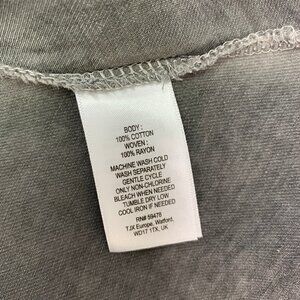 BODY:
100% COTTON
WOVEN :
100% RAYON
MACHINE WASH COLD
WASH SEPARATELY
GENTLE CYCLE
ONLY NON-CHLORINE
BLEACH WHEN NEEDED
TUMBLE DRY LOW
COOL IRON IF NEEDED
RN# 59478
TJX Europe, Watford,
WD17 1TX, UK